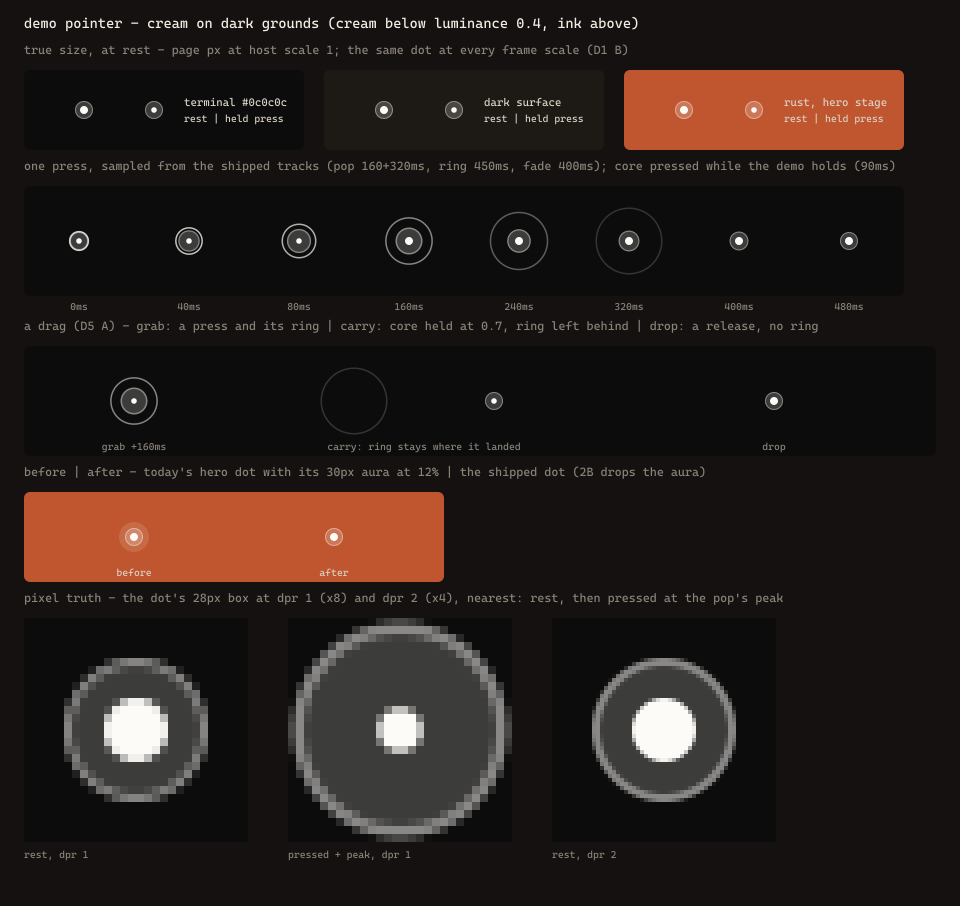 demo pointer — cream on dark grounds (cream below luminance 0.4, ink above)
true size, at rest — page px at host scale 1; the same dot at every frame scale (D1 B)
terminal #0c0c0c
rest | held press
dark surface
rest | held press
rust, hero stage
rest | held press
one press, sampled from the shipped tracks (pop 160+320ms, ring 450ms, fade 400ms); core pressed while the demo holds (90ms)
0ms 40ms 80ms 160ms 240ms 320ms 400ms 480ms
a drag (D5 A) — grab: a press and its ring | carry: core held at 0.7, ring left behind | drop: a release, no ring
grab +160ms carry: ring stays where it landed drop
before | after — today's hero dot with its 30px aura at 12% | the shipped dot (2B drops the aura)
before after
pixel truth — the dot's 28px box at dpr 1 (x8) and dpr 2 (x4), nearest: rest, then pressed at the pop's peak
rest, dpr 1 pressed + peak, dpr 1 rest, dpr 2